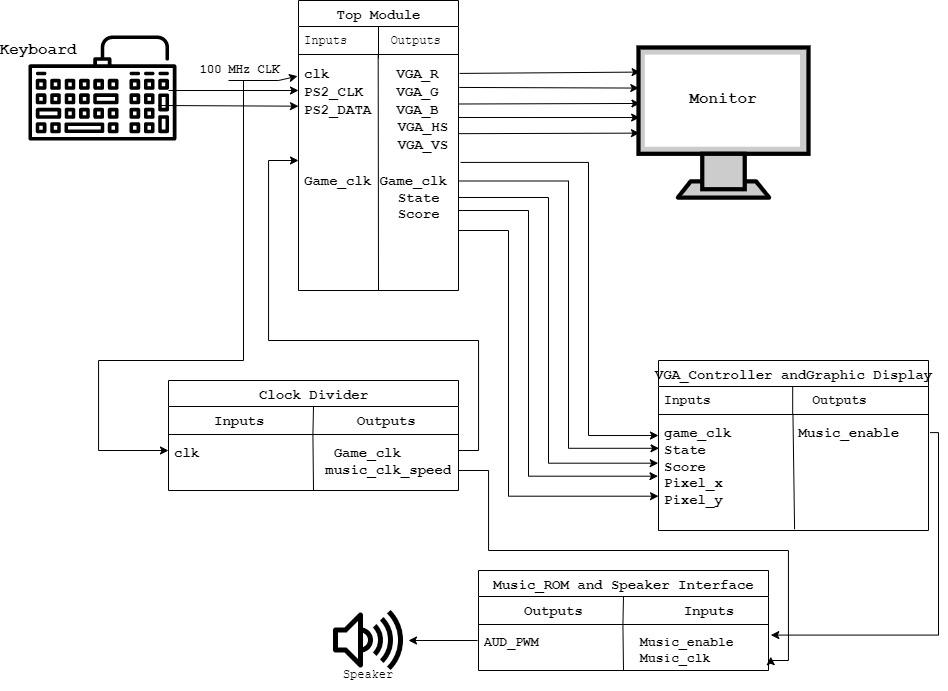 Keyboard
100 MHz CLK
Top Module
Inputs
Outputs
clk
PS2_CLK
PS2_DATA
Game_clk
VGA_R
VGA_G
VGA_B
VGA_HS
VGA_VS
Game_clk
State
Score
Monitor
Clock Divider
Inputs
Outputs
clk
Game_clk
music_clk_speed
VGA_Controller andGraphic Display
Inputs
Outputs
game_clk
State
Score
Pixel_x
Pixel_y
Music_enable
Music_ROM and Speaker Interface
Outputs
Inputs
AUD_PWM
Music_enable
Music_clk
Speaker